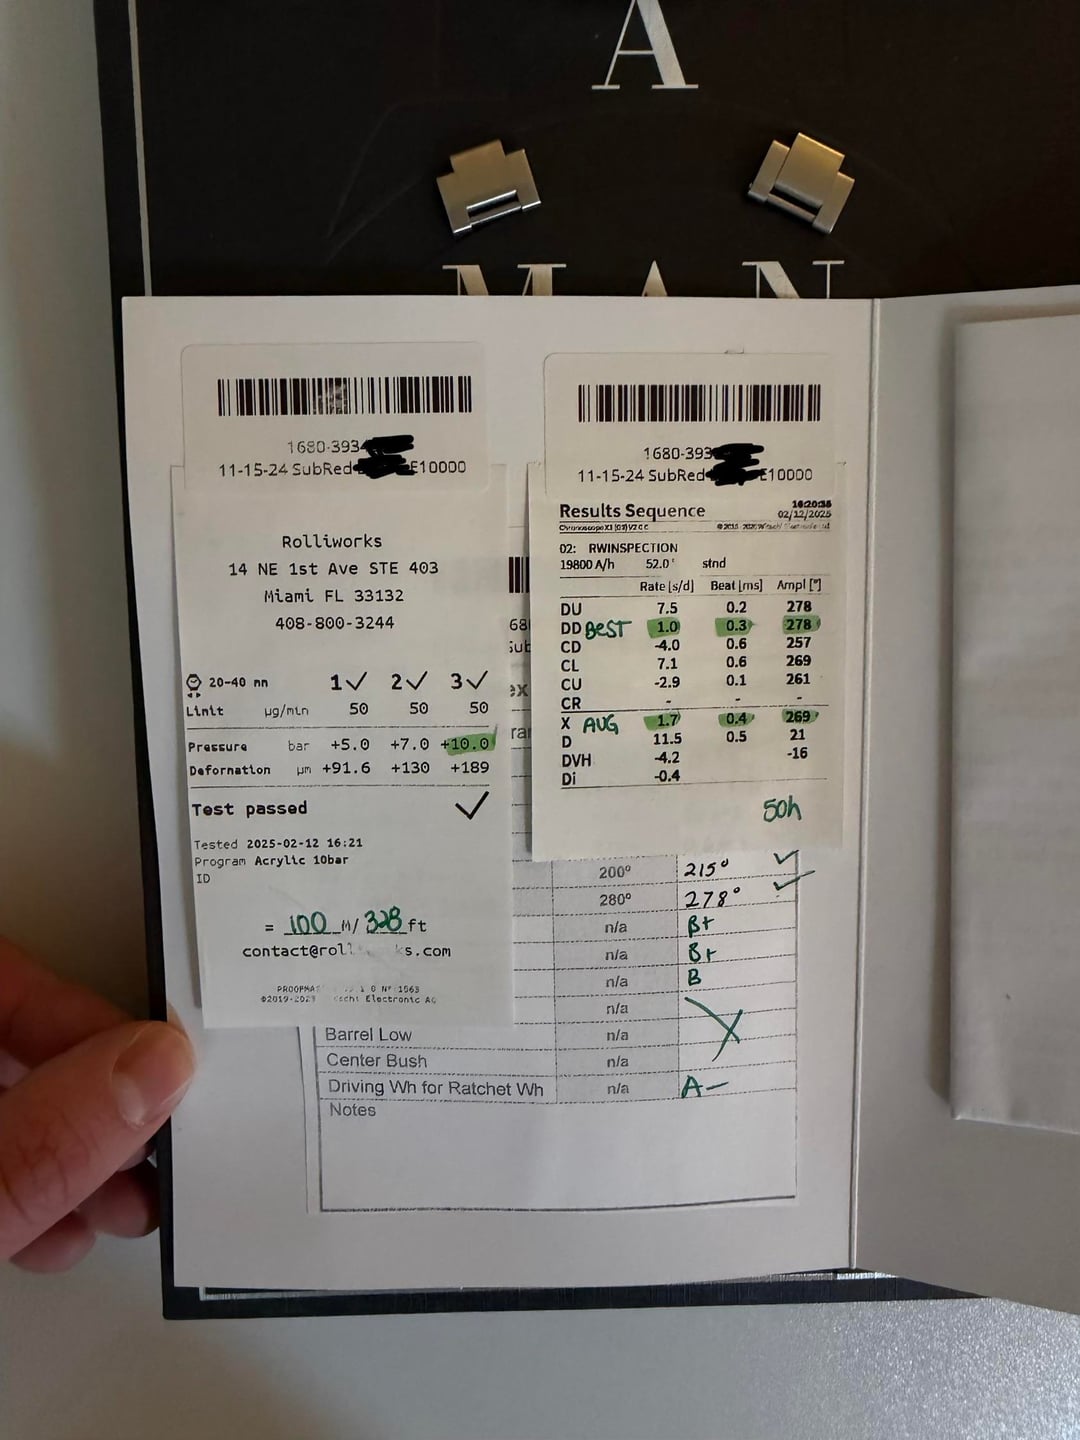 A
MAN
1680-393
11-15-24 SubRed E10000
Rolliworks
14 NE 1st Ave STE 403
Miami FL 33132
408-800-3244
20-40 mm 1✓ 2✓ 3✓
Limit µg/min 50 50 50
Pressure bar +5.0 +7.0 +10.0
Deformation µm +91.6 +130 +189
Test passed ✓
Tested 2025-02-12 16:21
Program Acrylic 10bar
ID
= 100 M/ 328 ft
1680-393
11-15-24 SubRed E10000
Results Sequence 16:20:35
02/12/2025
02: RWINSPECTION
19800 A/h 52.0° stnd
Rate [s/d] Beat [ms] Ampl [°]
DU 7.5 0.2 278
DD BEST 1.0 0.3 278
CD -4.0 0.6 257
CL 7.1 0.6 269
CU -2.9 0.1 261
CR - - -
X AVG 1.7 0.4 269
D 11.5 0.5 21
DVH -4.2 -16
Di -0.4
50h
200° 215° ✓
280° 278° ✓
n/a B+
n/a B+
n/a B
n/a
Barrel Low n/a
Center Bush n/a
Driving Wh for Ratchet Wh n/a A-
Notes